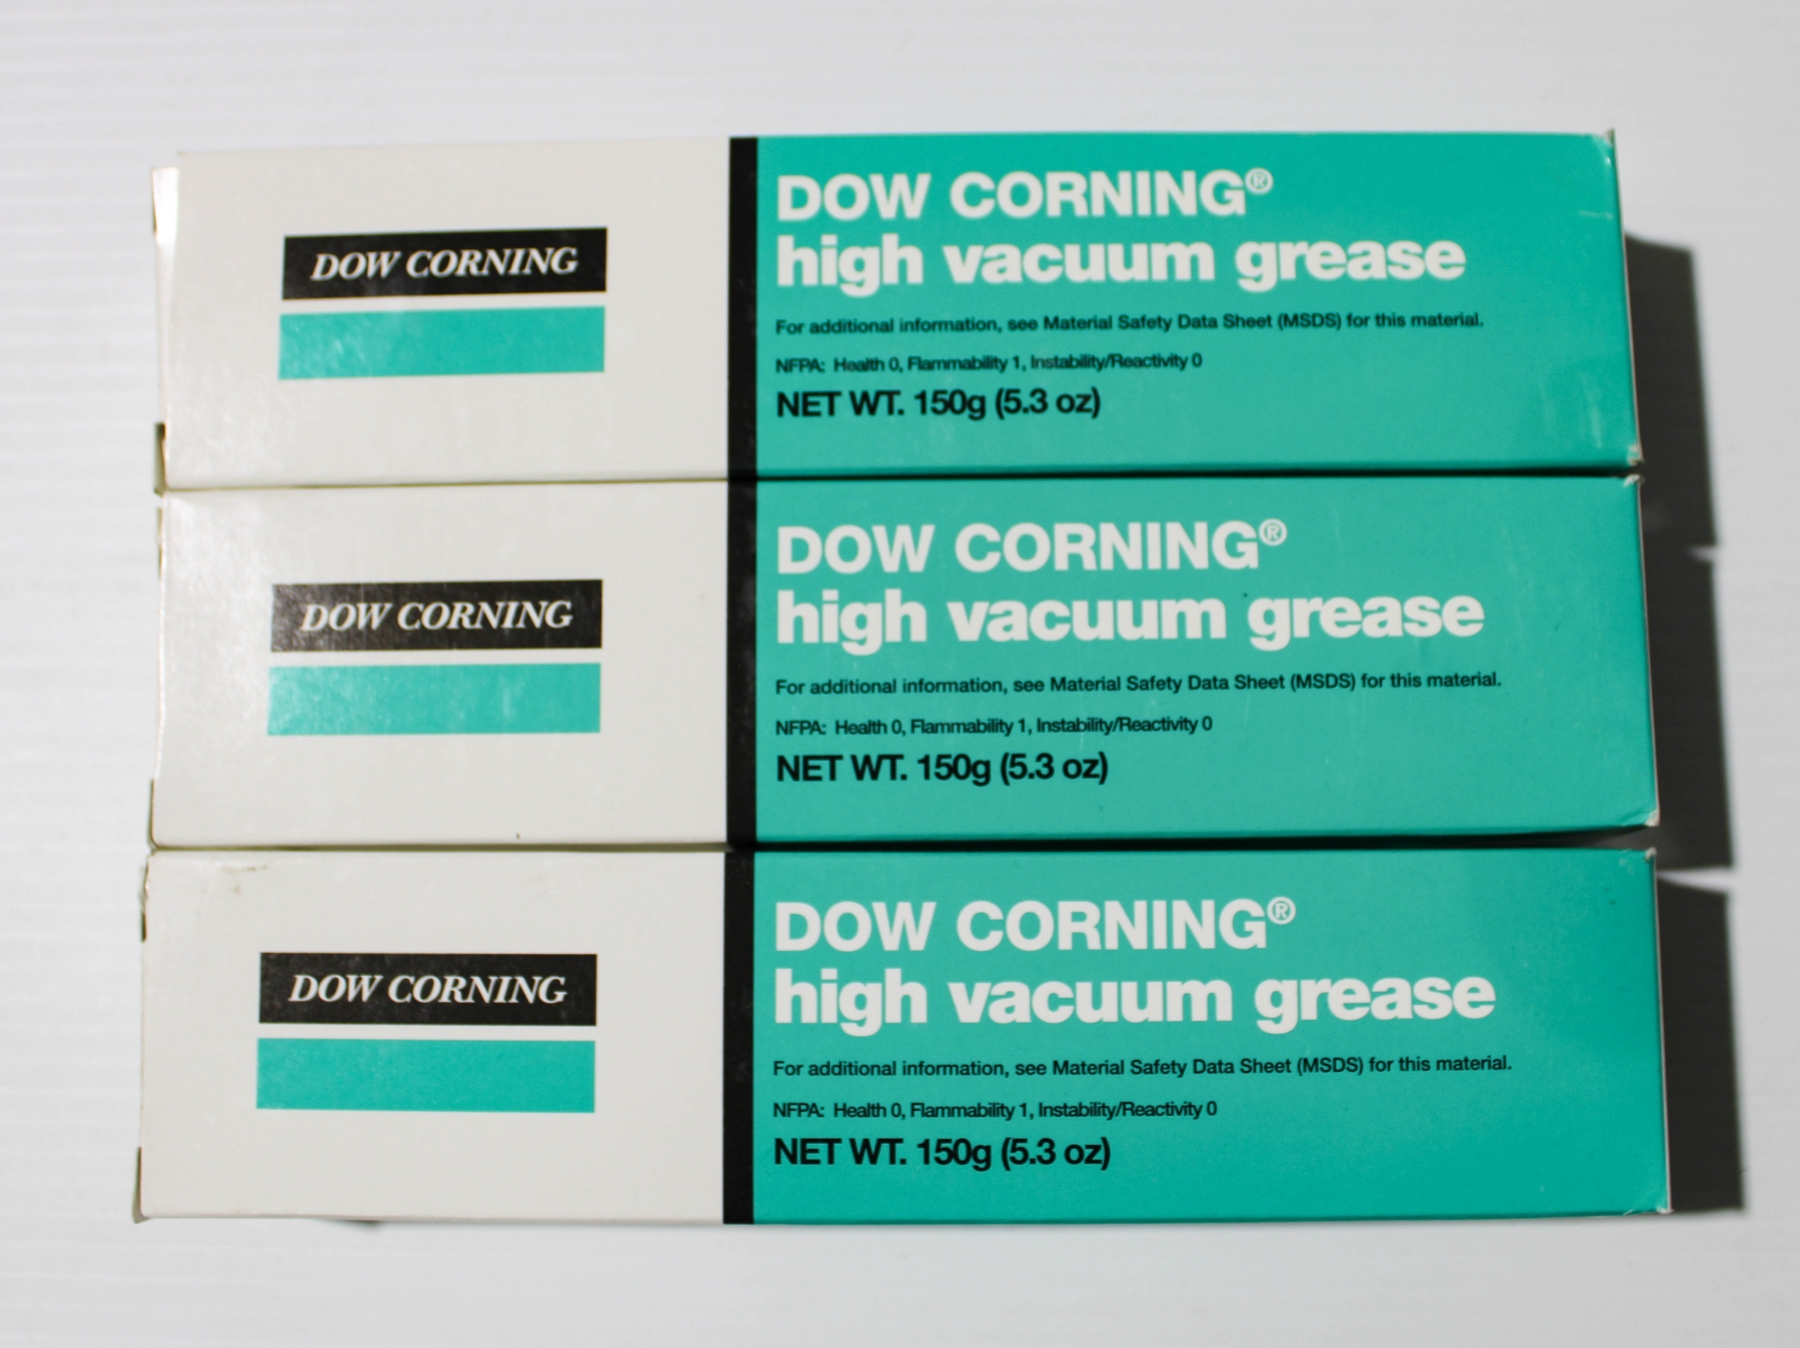 DOW CORNING
DOW CORNING®
high vacuum grease
For additional information, see Material Safety Data Sheet (MSDS) for this material.
NFPA: Health 0, Flammability 1, Instability/Reactivity 0
NET WT. 150g (5.3 oz)
DOW CORNING
DOW CORNING®
high vacuum grease
For additional information, see Material Safety Data Sheet (MSDS) for this material.
NFPA: Health 0, Flammability 1, Instability/Reactivity 0
NET WT. 150g (5.3 oz)
DOW CORNING
DOW CORNING®
high vacuum grease
For additional information, see Material Safety Data Sheet (MSDS) for this material.
NFPA: Health 0, Flammability 1, Instability/Reactivity 0
NET WT. 150g (5.3 oz)